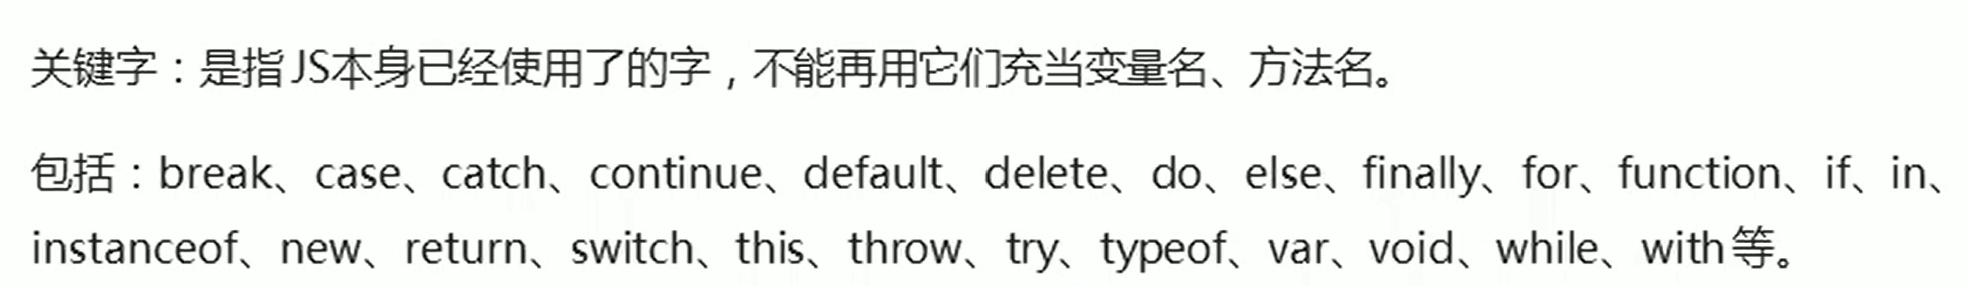 关键字：是指JS本身已经使用了的字，不能再用它们充当变量名、方法名。
包括：break、case、catch、continue、default、delete、do、else、finally、for、function、if、in、
instanceof、new、return、switch、this、throw、try、typeof、var、void、while、with等。